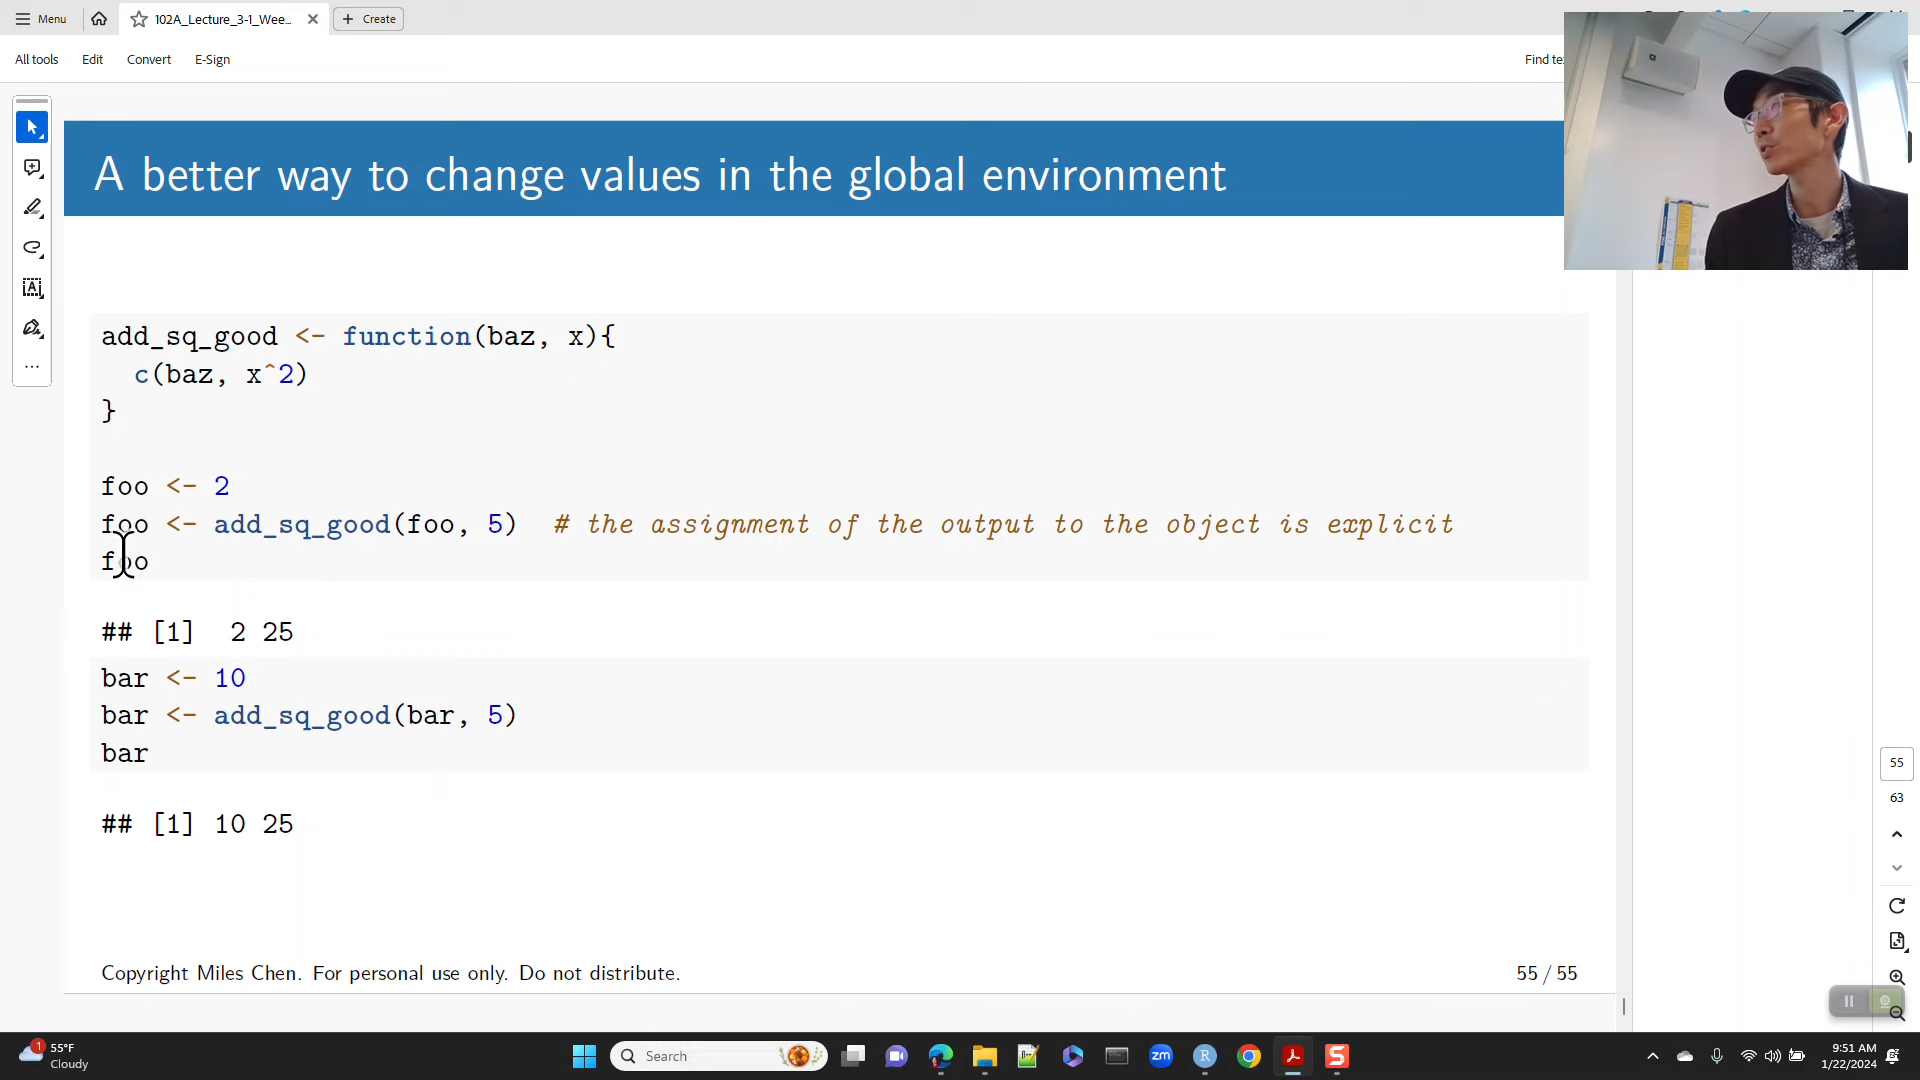 Menu
102A_Lecture_3-1_Wee...
Create
All tools
Edit
Convert
E-Sign
Find te
A better way to change values in the global environment
add_sq_good <- function(baz, x){
  c(baz, x^2)
}
foo <- 2
foo <- add_sq_good(foo, 5)  # the assignment of the output to the object is explicit
foo
## [1]  2 25
bar <- 10
bar <- add_sq_good(bar, 5)
bar
## [1] 10 25
Copyright Miles Chen. For personal use only. Do not distribute.
55 / 55
55
63
1
55°F
Cloudy
Search
zm
R
S
9:51 AM
1/22/2024